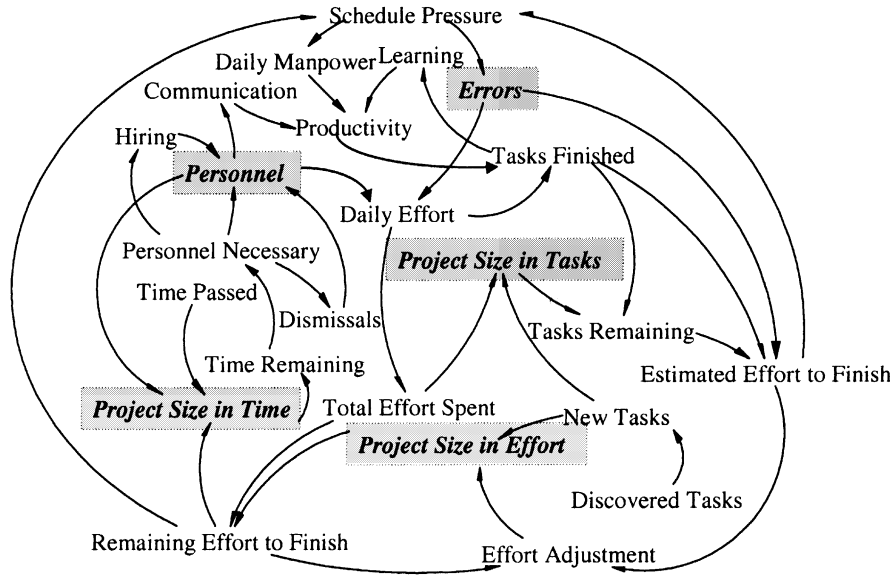 Schedule Pressure
Daily Manpower
Learning
Communication
Errors
Productivity
Hiring
Tasks Finished
Personnel
Daily Effort
Personnel Necessary
Project Size in Tasks
Time Passed
Dismissals
Tasks Remaining
Time Remaining
Estimated Effort to Finish
Project Size in Time
Total Effort Spent
New Tasks
Project Size in Effort
Discovered Tasks
Remaining Effort to Finish
Effort Adjustment